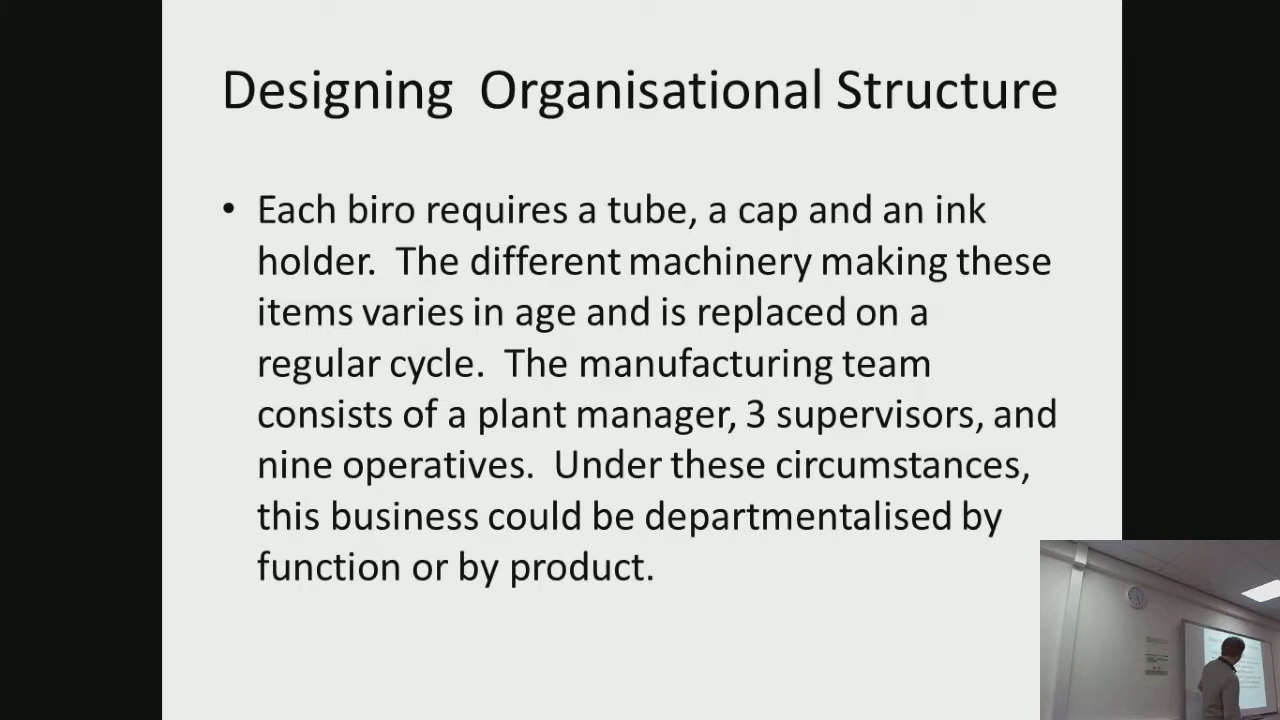 Designing Organisational Structure
• Each biro requires a tube, a cap and an ink
holder. The different machinery making these
items varies in age and is replaced on a
regular cycle. The manufacturing team
consists of a plant manager, 3 supervisors, and
nine operatives. Under these circumstances,
this business could be departmentalised by
function or by product.